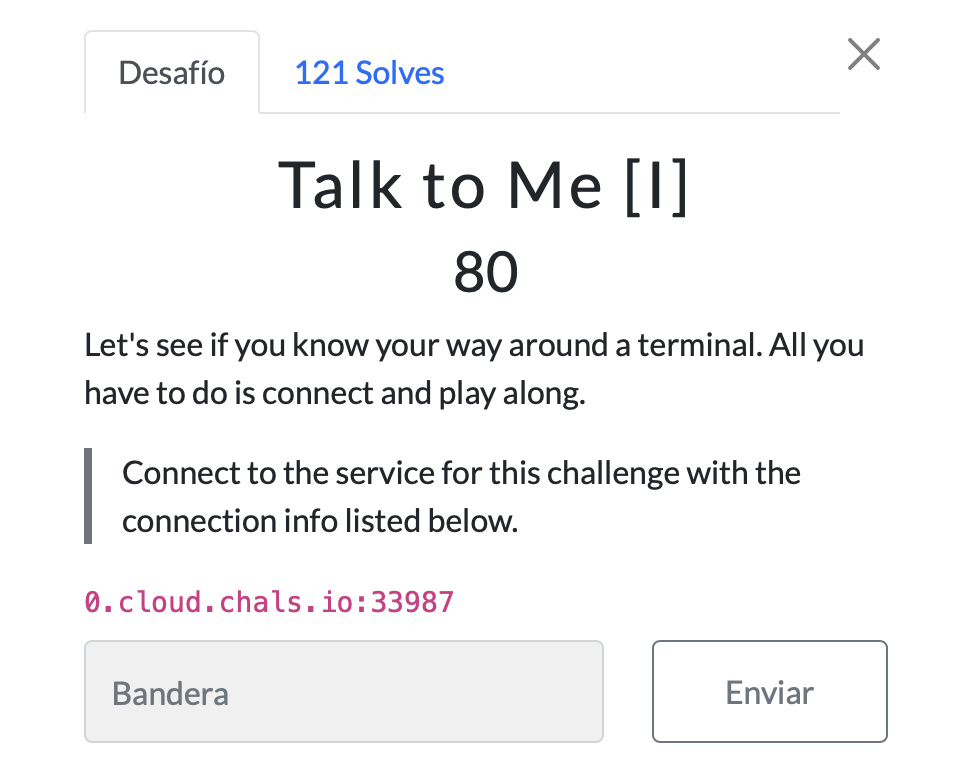 Desafío
121 Solves
Talk to Me [I]
80
Let's see if you know your way around a terminal. All you
have to do is connect and play along.
Connect to the service for this challenge with the
connection info listed below.
0.cloud.chals.io:33987
Bandera
Enviar